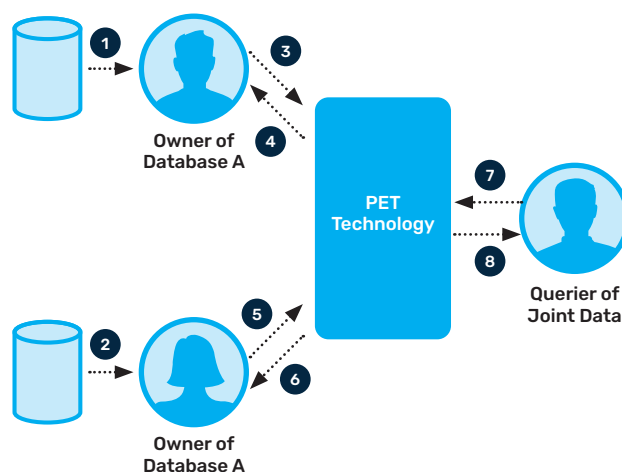 1
3
4
Owner of
Database A
PET
Technology
7
8
Querier of
Joint Data
2
5
6
Owner of
Database A